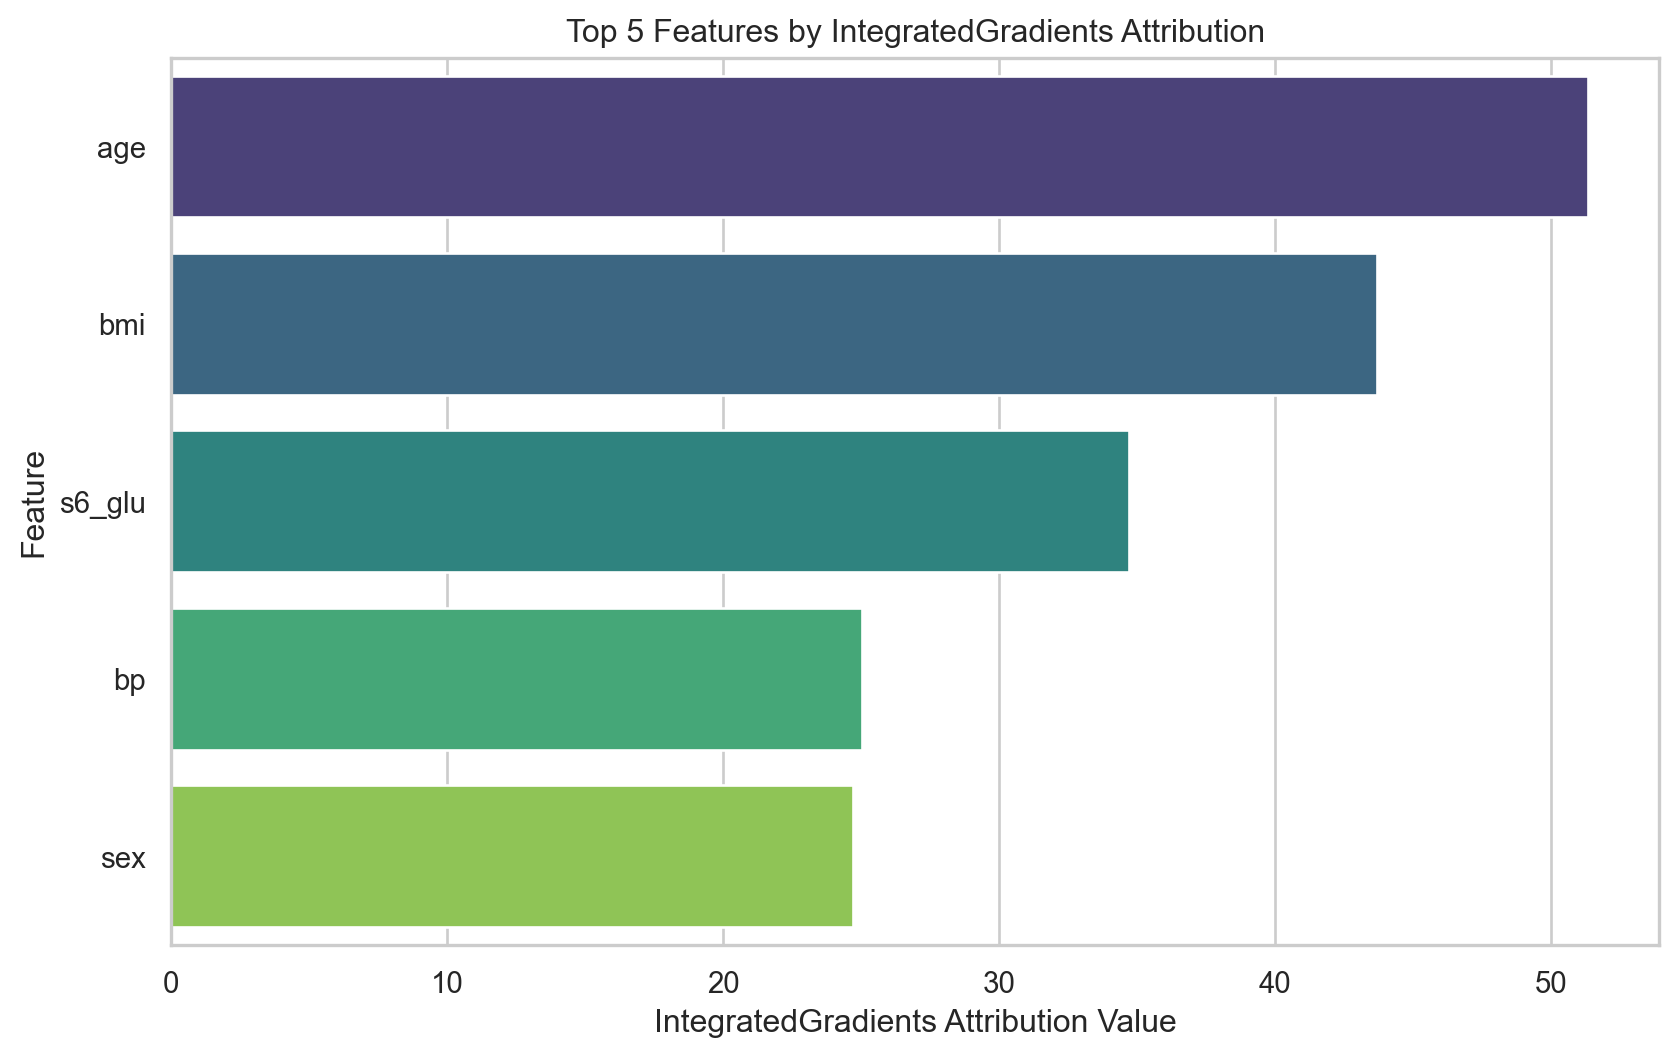 Top 5 Features by IntegratedGradients Attribution
age
bmi
s6_glu
bp
sex
Feature
0 10 20 30 40 50
IntegratedGradients Attribution Value